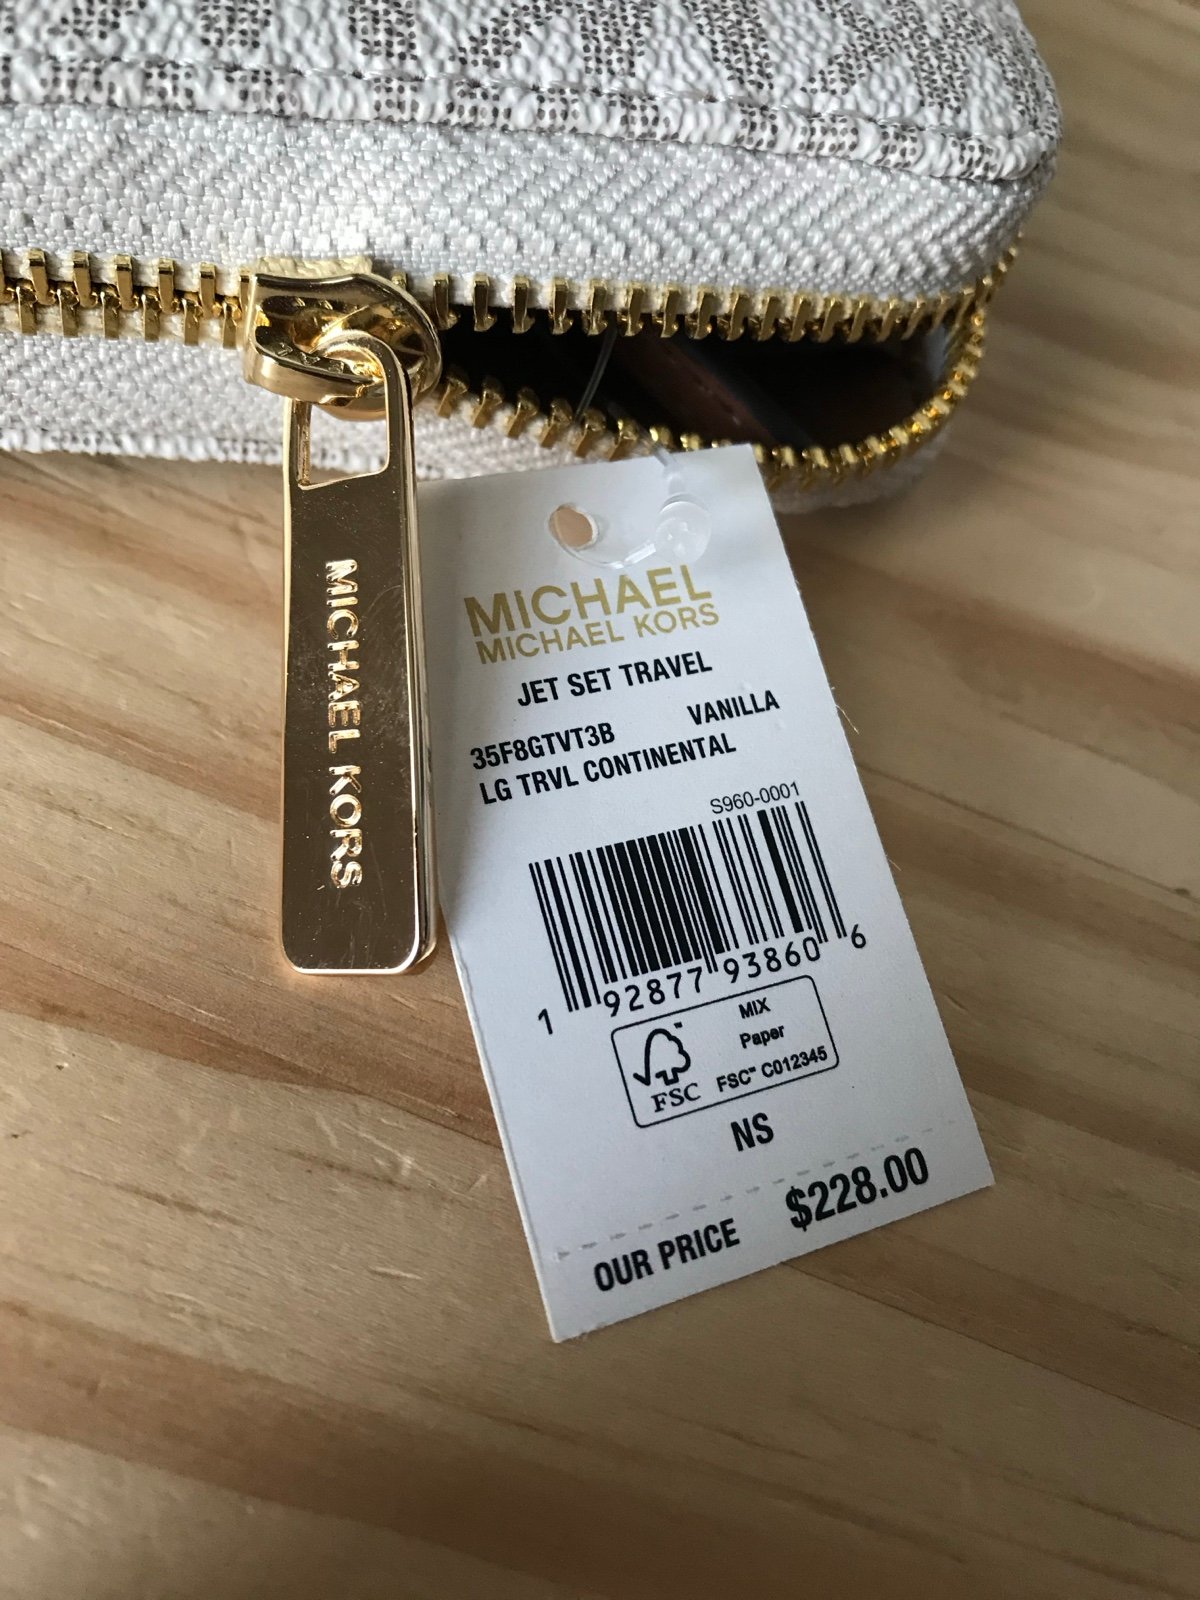 MICHAEL KORS
MICHAEL
MICHAEL KORS
JET SET TRAVEL
35F8GTVT3B VANILLA
LG TRVL CONTINENTAL
S960-0001
1 92877 93860 6
MIX
Paper
FSC™ C012345
FSC
NS
OUR PRICE $228.00